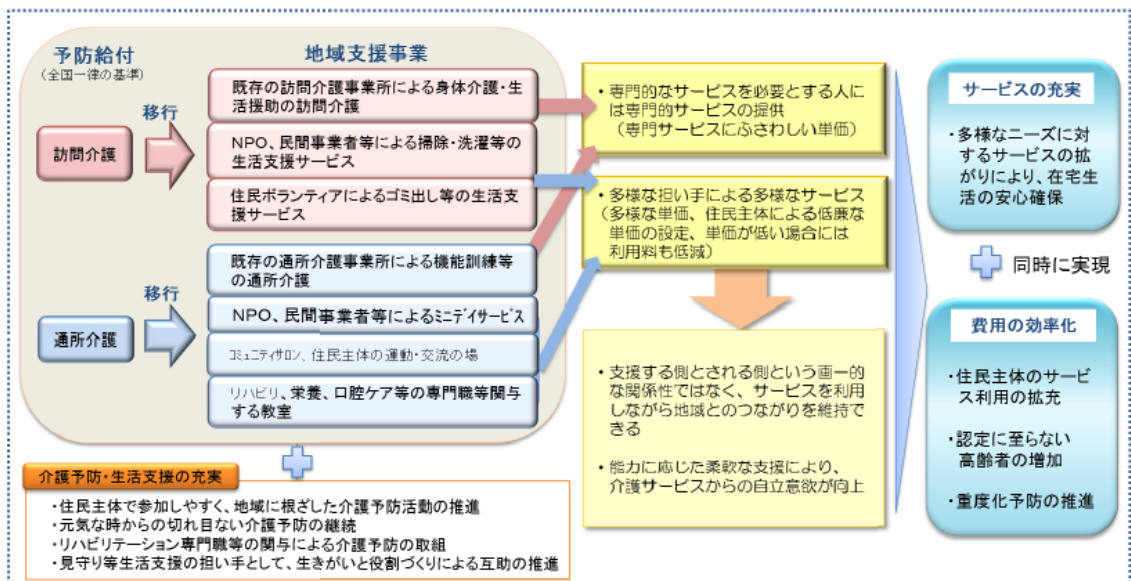 予防給付
(全国一律の基準)
地域支援事業
移行
訪問介護
既存の訪問介護事業所による身体介護・生
活援助の訪問介護
NPO、民間事業者等による掃除・洗濯等の
生活支援サービス
住民ボランティアによるゴミ出し等の生活支
援サービス
移行
通所介護
既存の通所介護事業所による機能訓練等
の通所介護
NPO、民間事業者等によるミニデイサービス
コミュニティサロン、住民主体の運動・交流の場
リハビリ、栄養、口腔ケア等の専門職等関与
する教室
介護予防・生活支援の充実
・住民主体で参加しやすく、地域に根ざした介護予防活動の推進
・元気な時からの切れ目ない介護予防の継続
・リハビリテーション専門職等の関与による介護予防の取組
・見守り等生活支援の担い手として、生きがいと役割づくりによる互助の推進
・専門的なサービスを必要とする人に
は専門的サービスの提供
(専門サービスにふさわしい単価)
・多様な担い手による多様なサービス
(多様な単価、住民主体による低廉な
単価の設定、単価が低い場合には
利用料も低減)
・支援する側とされる側という画一的
な関係性ではなく、サービスを利用
しながら地域とのつながりを維持で
きる
・能力に応じた柔軟な支援により、
介護サービスからの自立意欲が向上
サービスの充実
・多様なニーズに対
するサービスの拡
がりにより、在宅生
活の安心確保
同時に実現
費用の効率化
・住民主体のサービ
ス利用の拡充
・認定に至らない
高齢者の増加
・重度化予防の推進